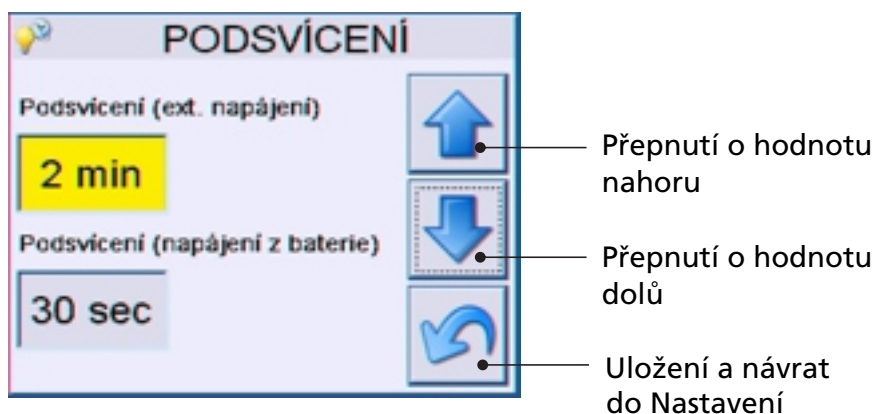 PODSVÍCENÍ
Podsvícení (ext. napájení)
2 min
Podsvícení (napájení z baterie)
30 sec
Přepnutí o hodnotu
nahoru
Přepnutí o hodnotu
dolů
Uložení a návrat
do Nastavení